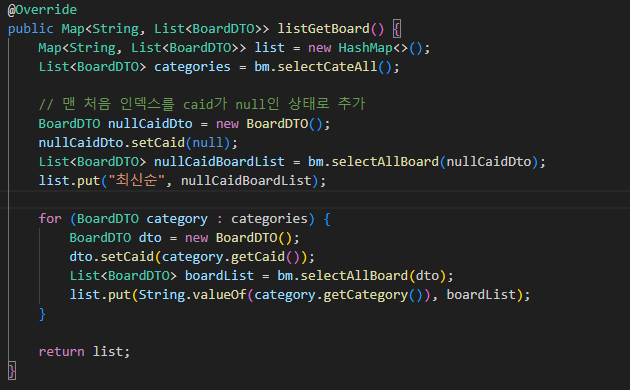 @Override
public Map<String, List<BoardDTO>> listGetBoard() {
    Map<String, List<BoardDTO>> list = new HashMap<>();
    List<BoardDTO> categories = bm.selectCateAll();

    // 맨 처음 인덱스를 caid가 null인 상태로 추가
    BoardDTO nullCaidDto = new BoardDTO();
    nullCaidDto.setCaid(null);
    List<BoardDTO> nullCaidBoardList = bm.selectAllBoard(nullCaidDto);
    list.put("최신순", nullCaidBoardList);

    for (BoardDTO category : categories) {
        BoardDTO dto = new BoardDTO();
        dto.setCaid(category.getCaid());
        List<BoardDTO> boardList = bm.selectAllBoard(dto);
        list.put(String.valueOf(category.getCategory()), boardList);
    }

    return list;
}